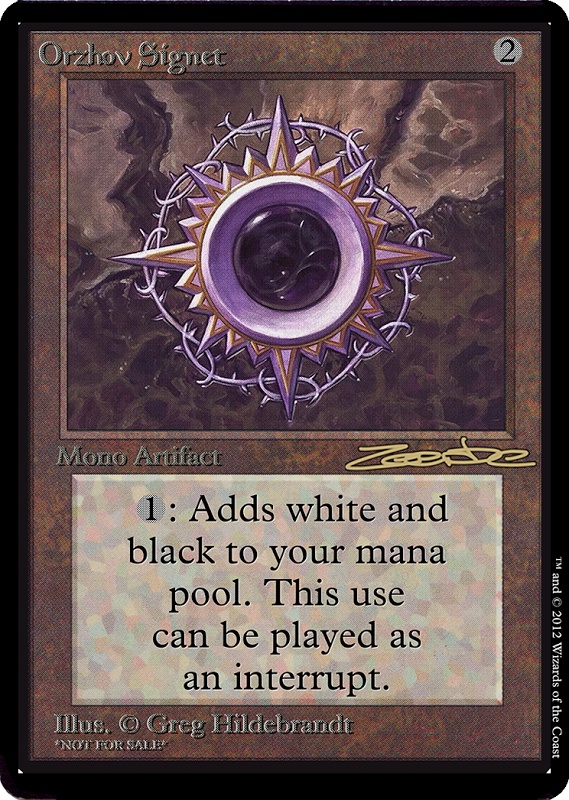 Orzhov Signet
2
Mono Artifact
1: Adds white and
black to your mana
pool. This use
can be played as
an interrupt.
Illus. © Greg Hildebrandt
*NOT FOR SALE*
™ and © 2012 Wizards of the Coast